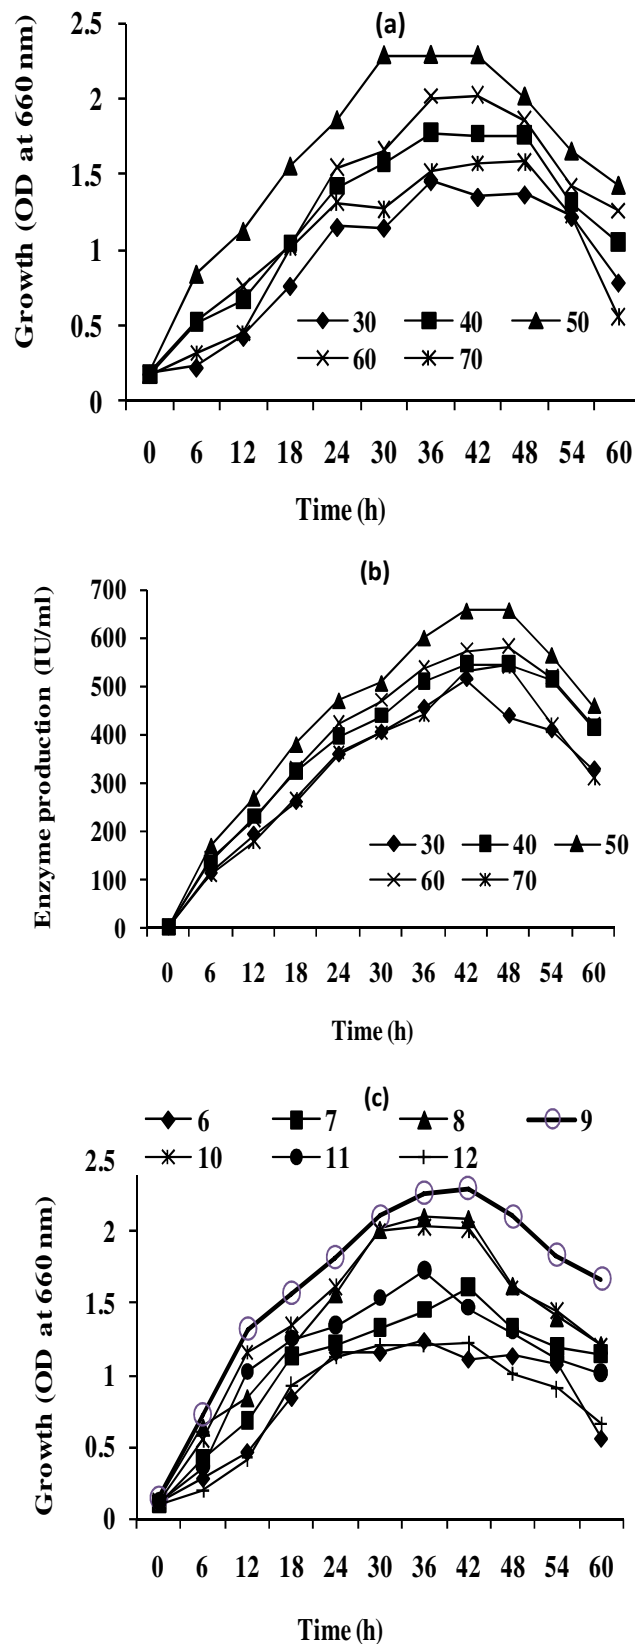 (a)
Growth (OD at 660 nm)
2.5
2
1.5
1
0.5
0
30 40 50
60 70
0 6 12 18 24 30 36 42 48 54 60
Time (h)
(b)
Enzyme production (IU/ml)
700
600
500
400
300
200
100
0
30 40 50
60 70
0 6 12 18 24 30 36 42 48 54 60
Time (h)
(c)
6 7 8 9
10 11 12
Growth (OD at 660 nm)
2.5
2
1.5
1
0.5
0
0 6 12 18 24 30 36 42 48 54 60
Time (h)